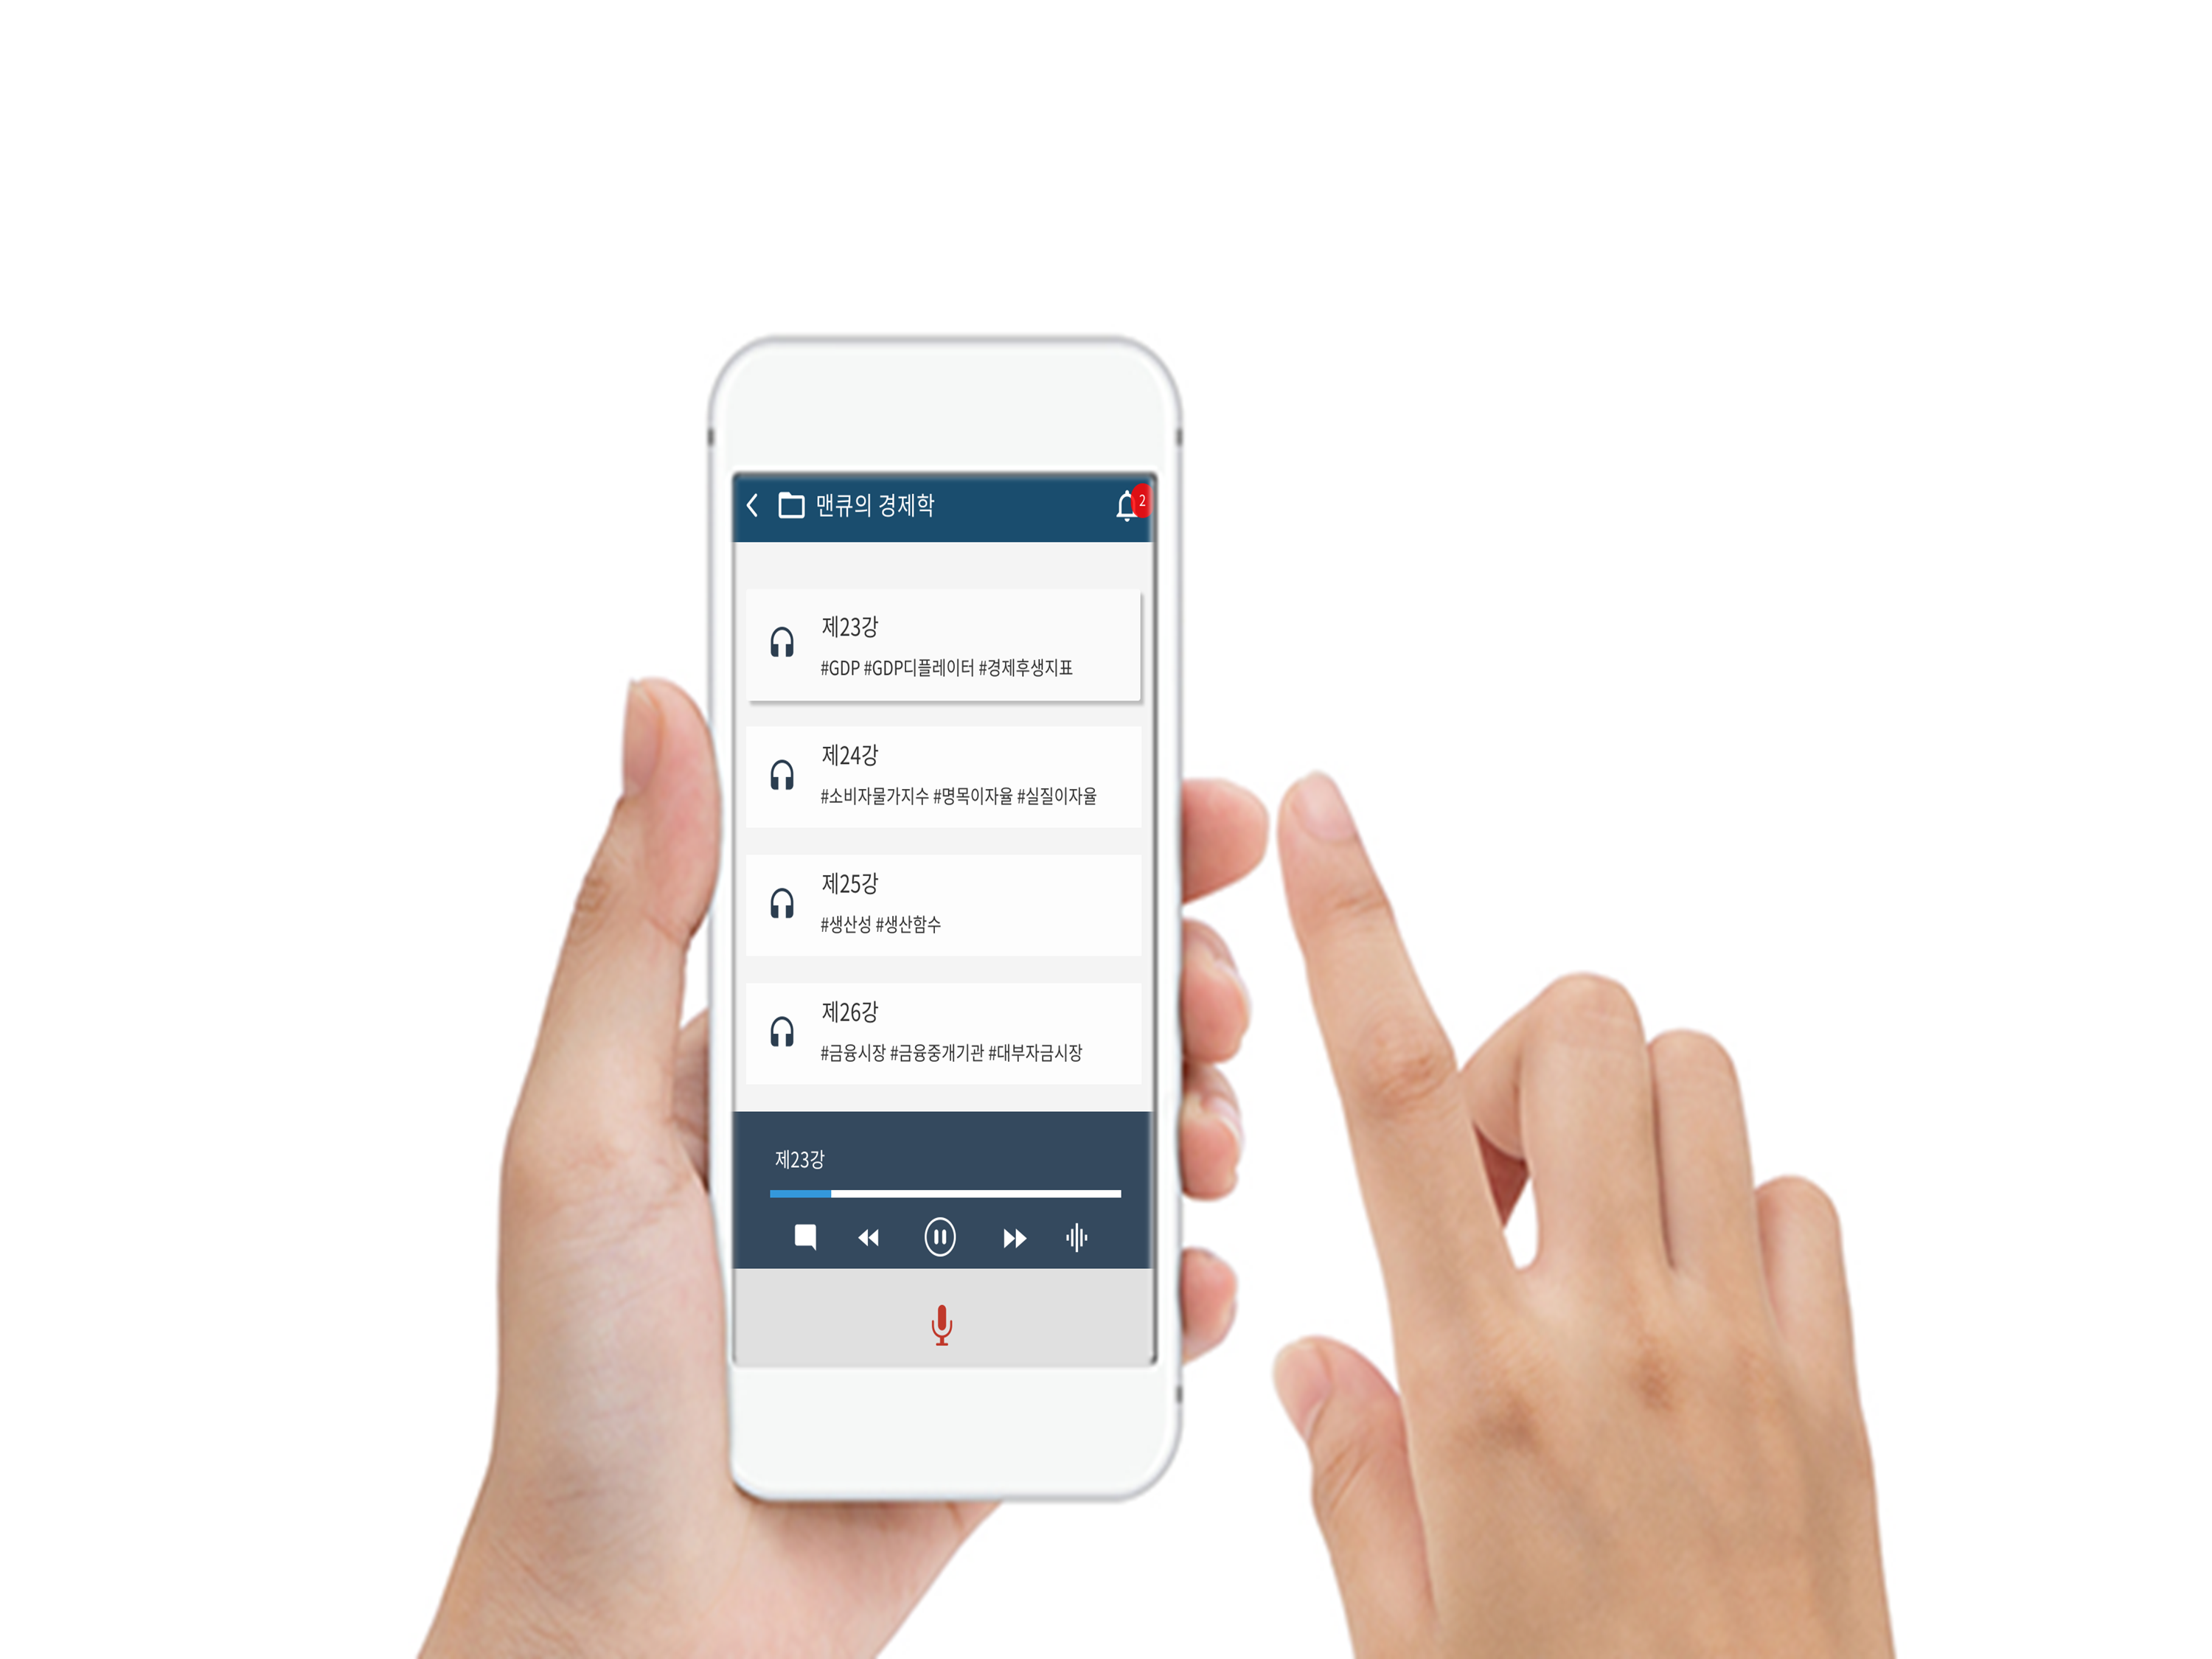 맨큐의 경제학
2
제23강
#GDP #GDP디플레이터 #경제후생지표
제24강
#소비자물가지수 #명목이자율 #실질이자율
제25강
#생산성 #생산함수
제26강
#금융시장 #금융중개기관 #대부자금시장
제23강